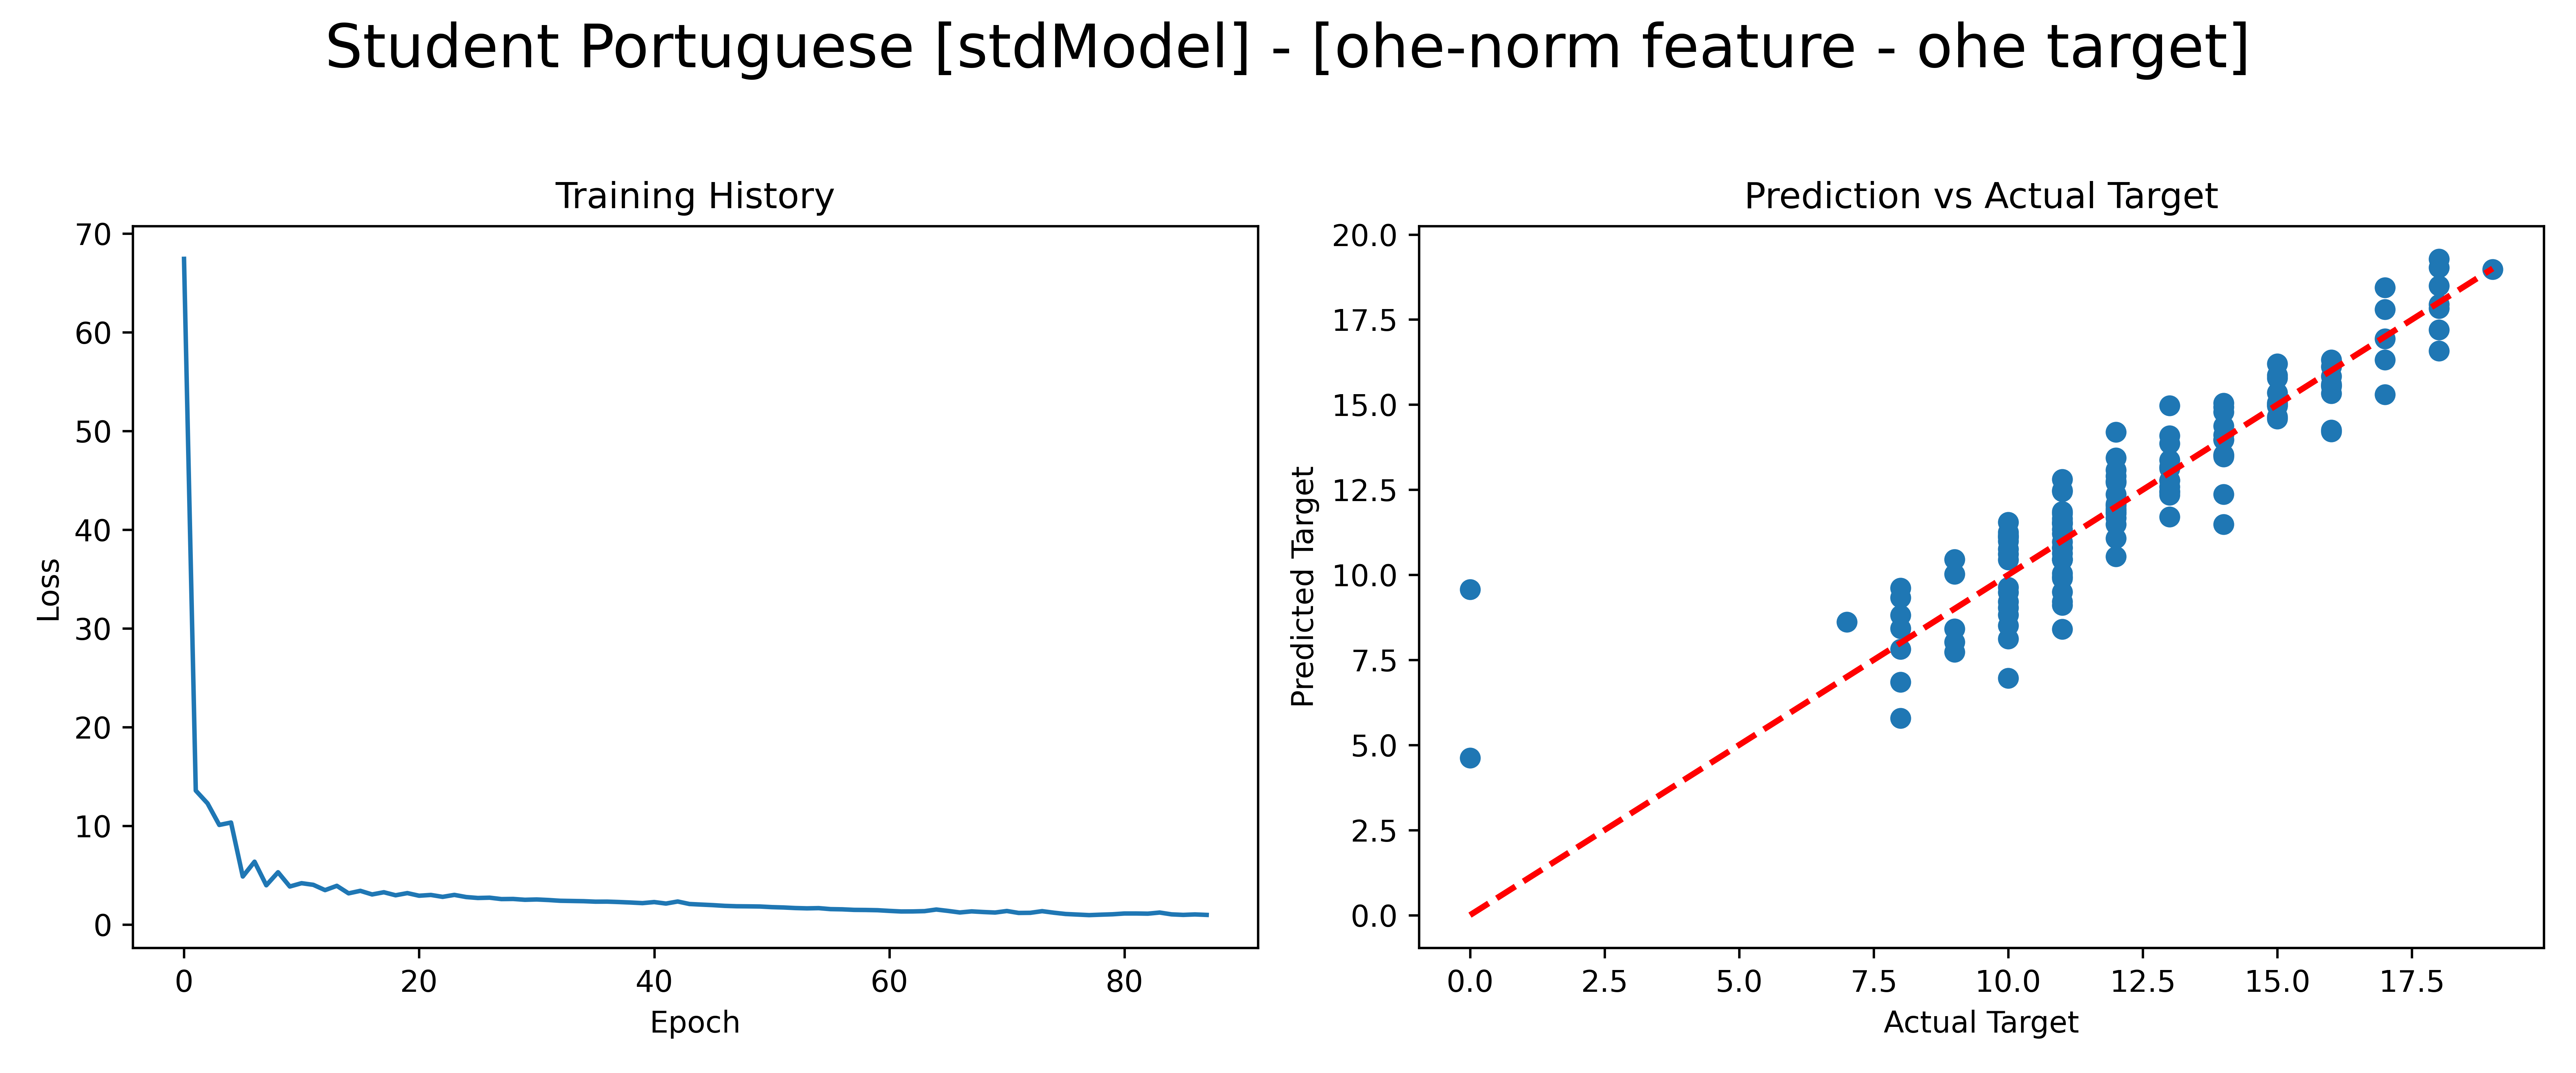 Student Portuguese [stdModel] - [ohe-norm feature - ohe target]
Training History
70
60
50
40
30
20
10
0
Loss
0 20 40 60 80
Epoch
Prediction vs Actual Target
20.0
17.5
15.0
12.5
10.0
7.5
5.0
2.5
0.0
Predicted Target
0.0 2.5 5.0 7.5 10.0 12.5 15.0 17.5
Actual Target